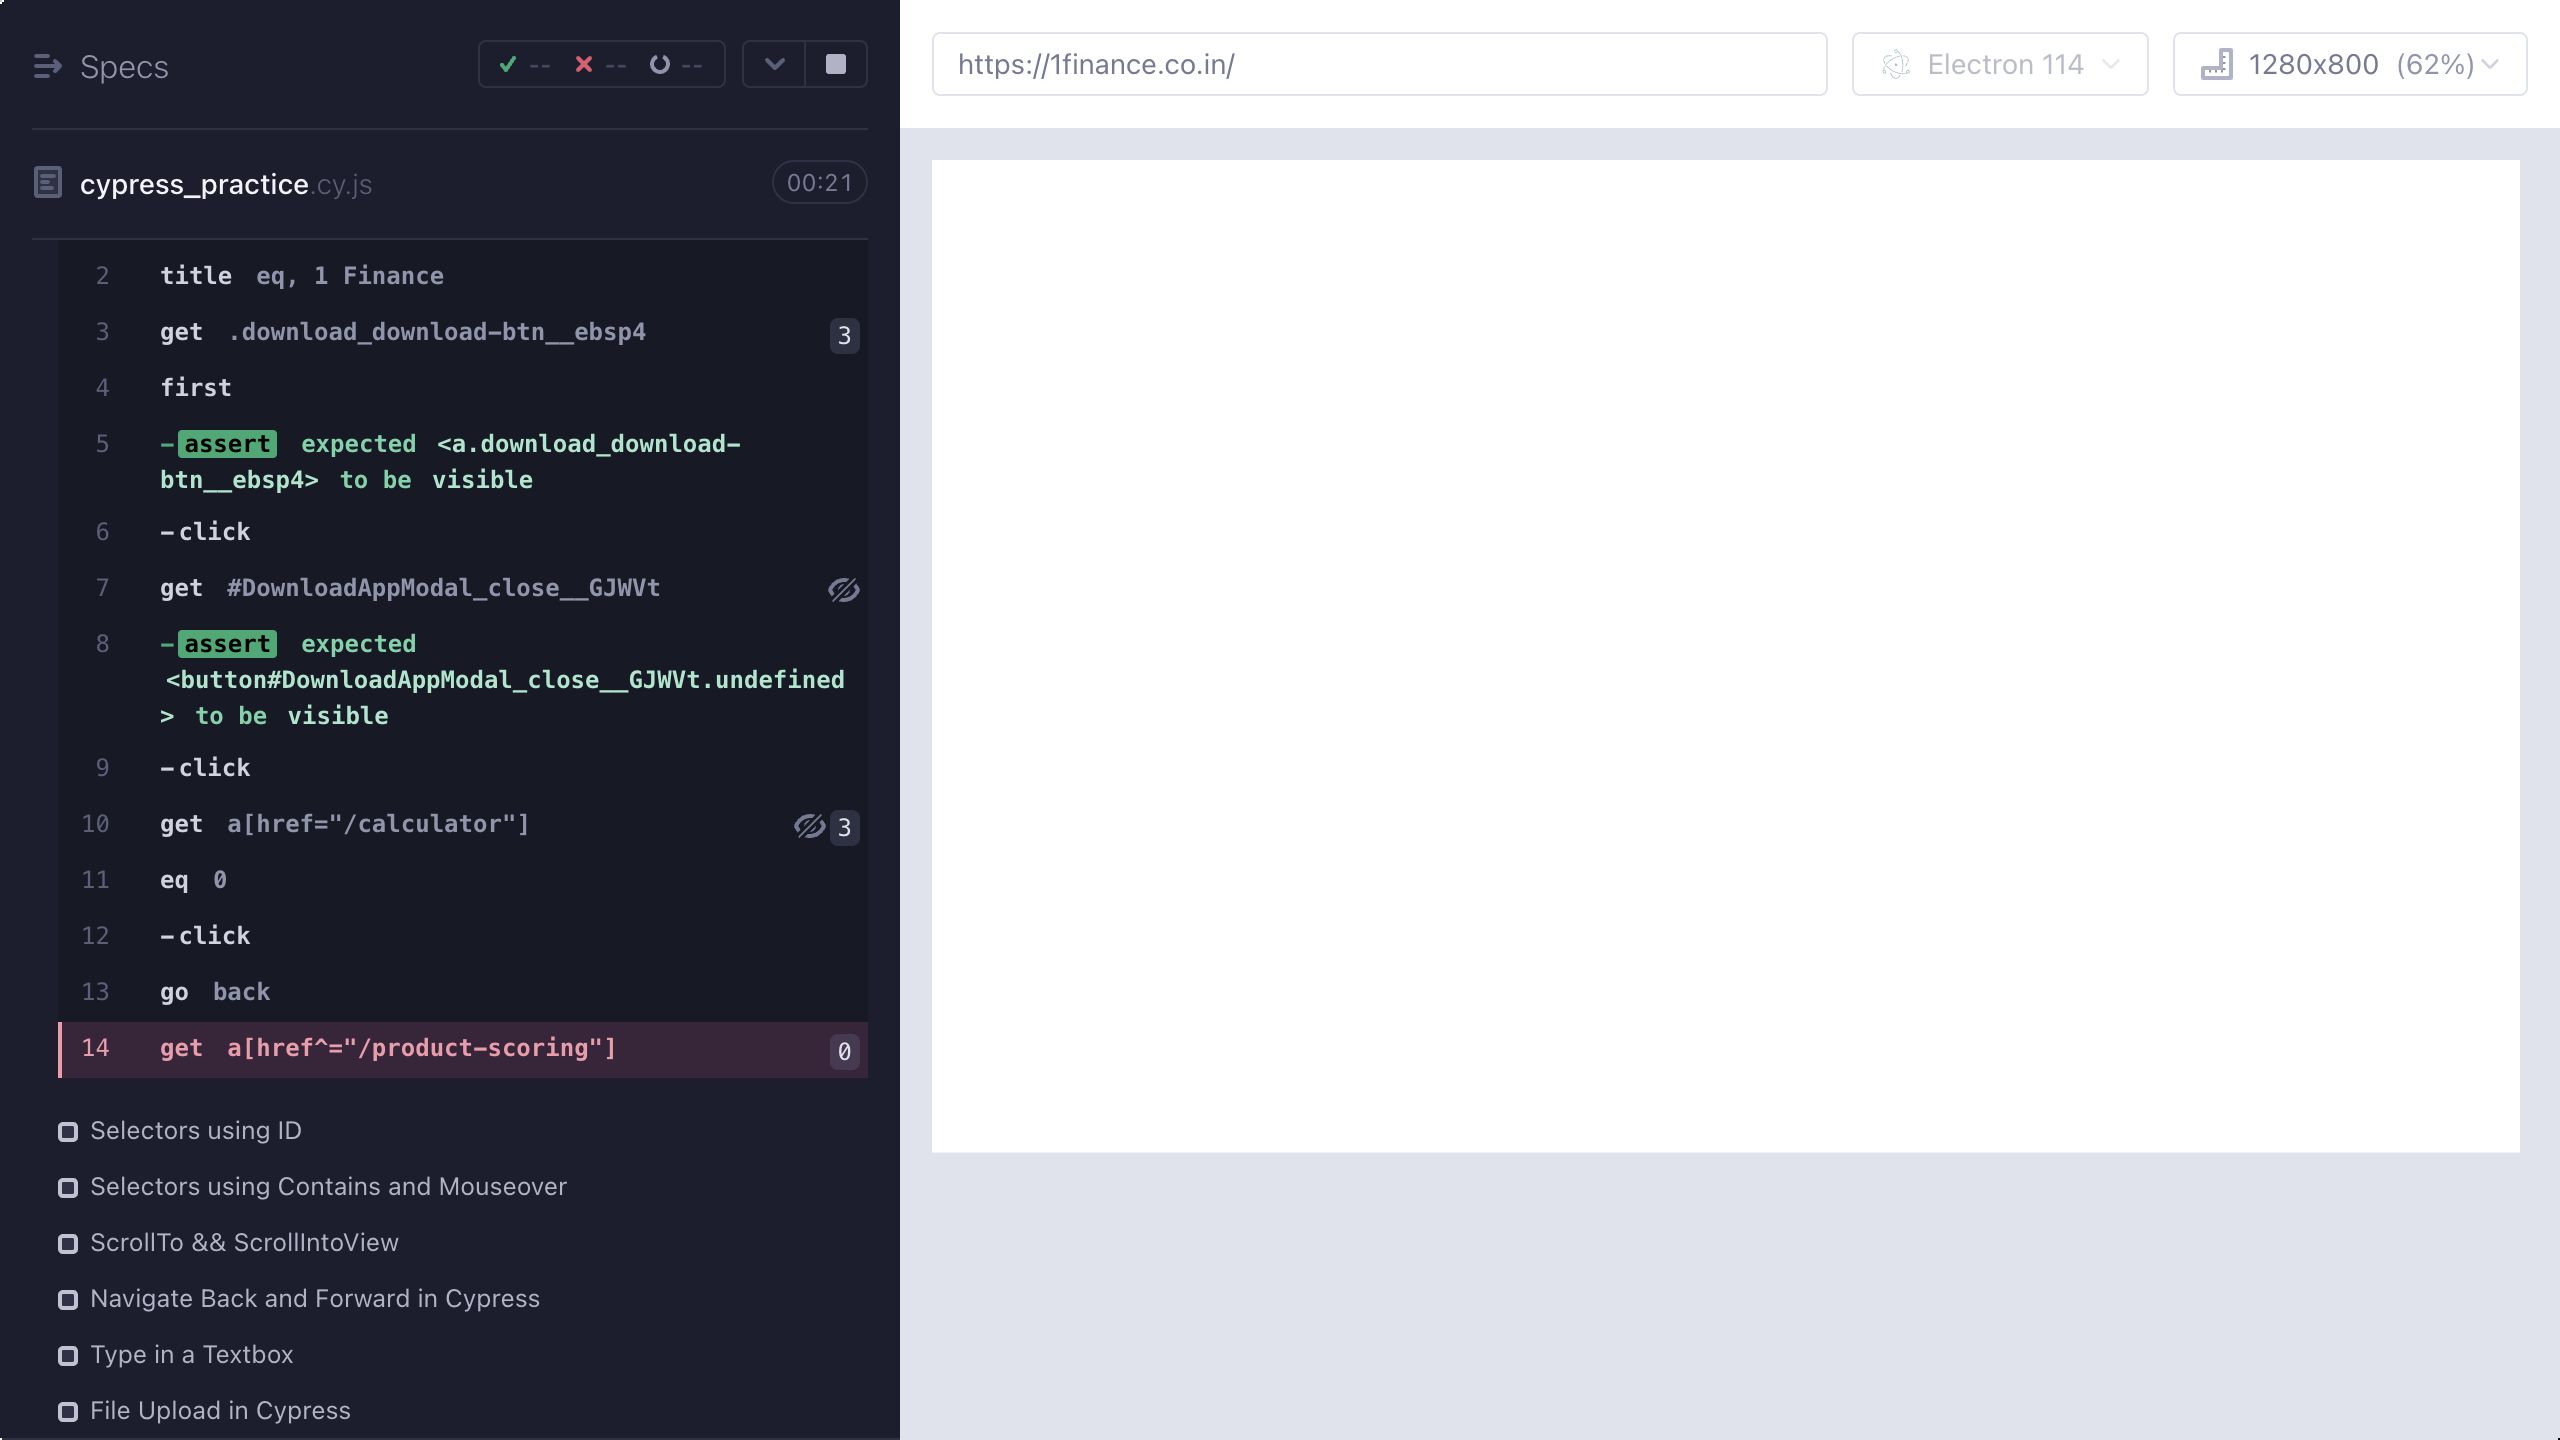 Specs
-- -- --
cypress_practice.cy.js 00:21
2 title eq, 1 Finance
3 get .download_download-btn__ebsp4 3
4 first
5 -assert expected <a.download_download-
btn__ebsp4> to be visible
6 -click
7 get #DownloadAppModal_close__GJWVt
8 -assert expected
<button#DownloadAppModal_close__GJWVt.undefined
> to be visible
9 -click
10 get a[href="/calculator"] 3
11 eq 0
12 -click
13 go back
14 get a[href^="/product-scoring"] 0
Selectors using ID
Selectors using Contains and Mouseover
ScrollTo && ScrollIntoView
Navigate Back and Forward in Cypress
Type in a Textbox
File Upload in Cypress
https://1finance.co.in/
Electron 114
1280x800 (62%)